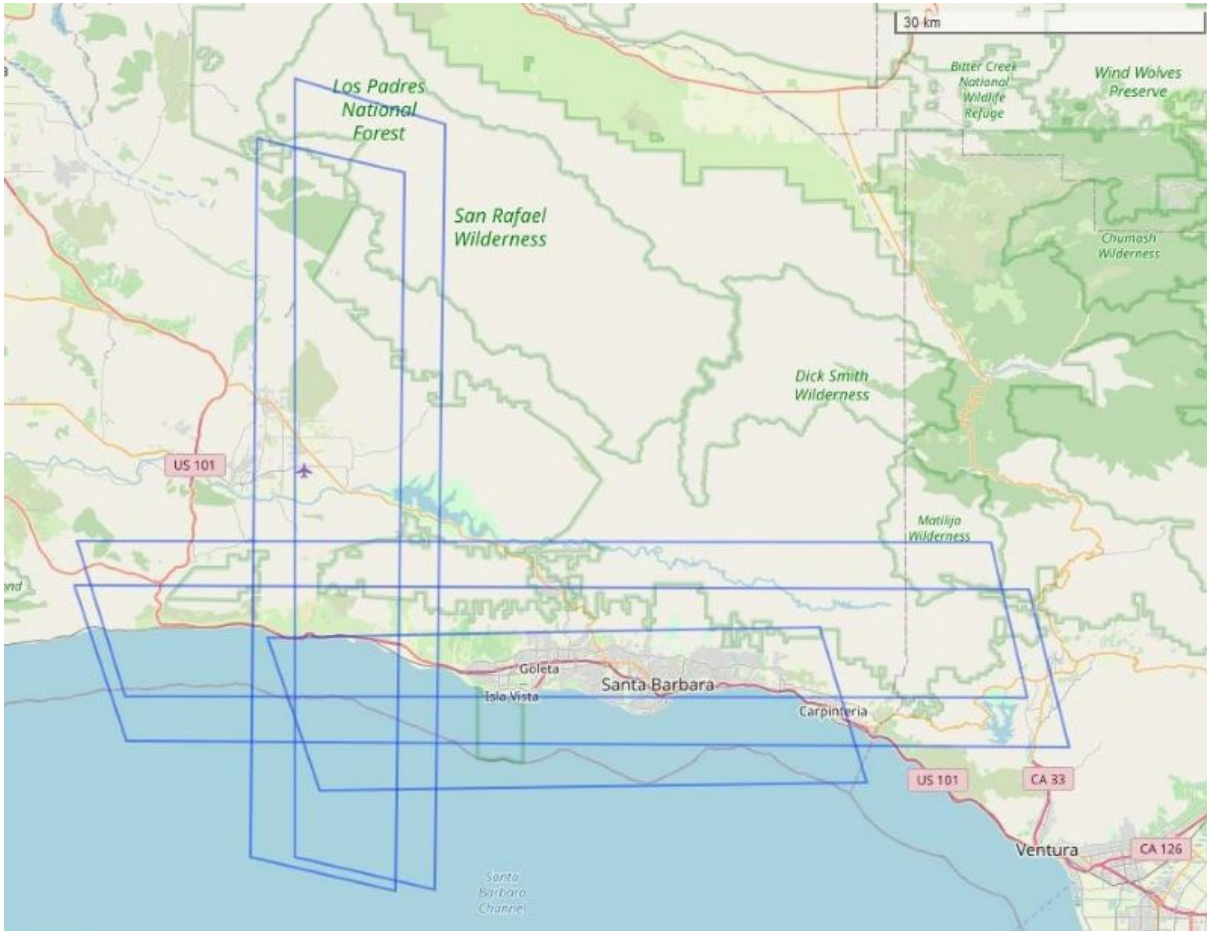 30 km
Bitter Creek
National
Wildlife
Refuge
Wind Wolves
Preserve
Los Padres
National
Forest
San Rafael
Wilderness
Chumash
Wilderness
Dick Smith
Wilderness
US 101
Matilija
Wilderness
Goleta
Isla Vista
Santa Barbara
Carpinteria
US 101
CA 33
Ventura
CA 126
Santa
Barbara
Channel